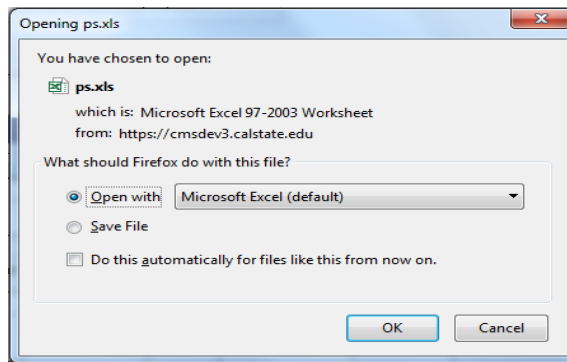 Opening ps.xls
You have chosen to open:
ps.xls
which is: Microsoft Excel 97-2003 Worksheet
from: https://cmsdev3.calstate.edu
What should Firefox do with this file?
Open with Microsoft Excel (default)
Save File
Do this automatically for files like this from now on.
OK Cancel